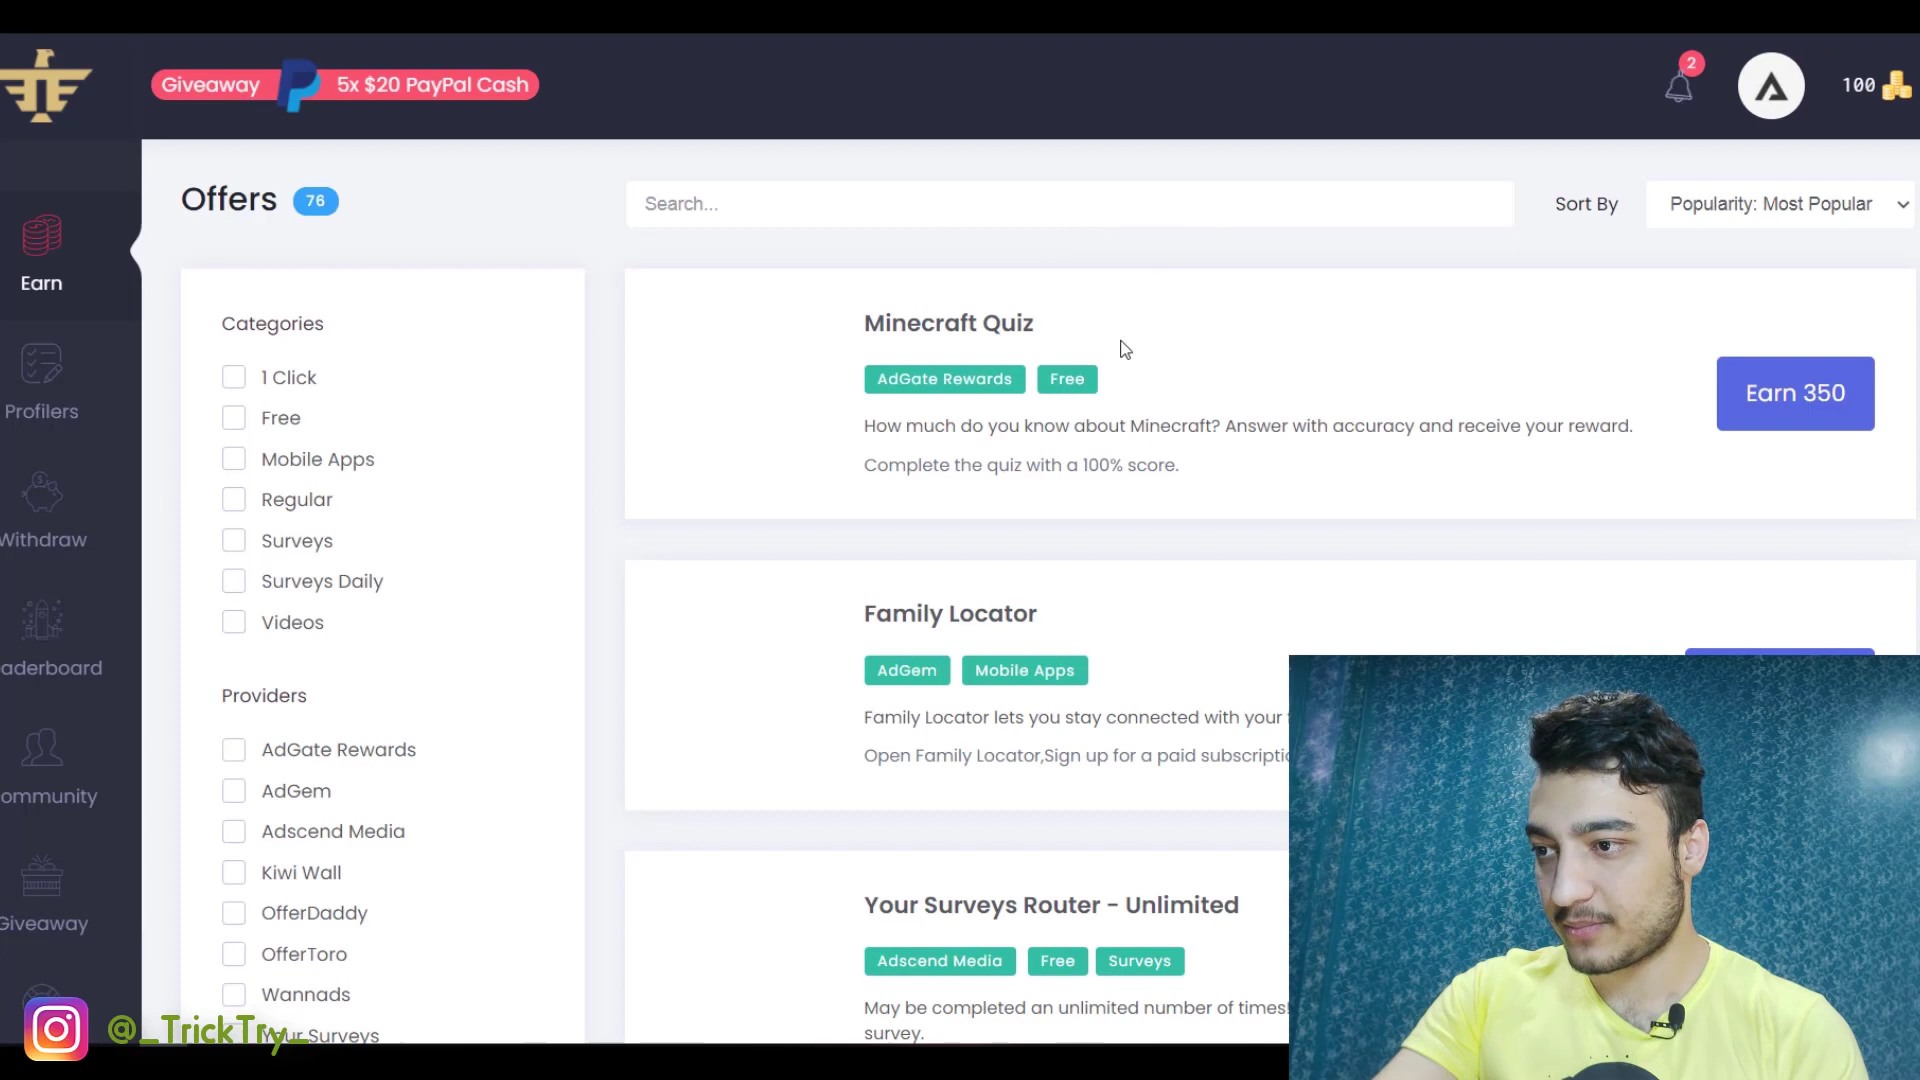 Giveaway 5x $20 PayPal Cash
2
100
Offers 76
Search...
Sort By
Popularity: Most Popular
Earn
Profilers
Withdraw
aderboard
ommunity
Giveaway
Categories
1 Click
Free
Mobile Apps
Regular
Surveys
Surveys Daily
Videos
Providers
AdGate Rewards
AdGem
Adscend Media
Kiwi Wall
OfferDaddy
OfferToro
Wannads
Your Surveys
Minecraft Quiz
AdGate Rewards Free
How much do you know about Minecraft? Answer with accuracy and receive your reward.
Complete the quiz with a 100% score.
Earn 350
Family Locator
AdGem Mobile Apps
Family Locator lets you stay connected with your
Open Family Locator,Sign up for a paid subscripti
Your Surveys Router - Unlimited
Adscend Media Free Surveys
May be completed an unlimited number of times!
survey.
@_TrickTry_